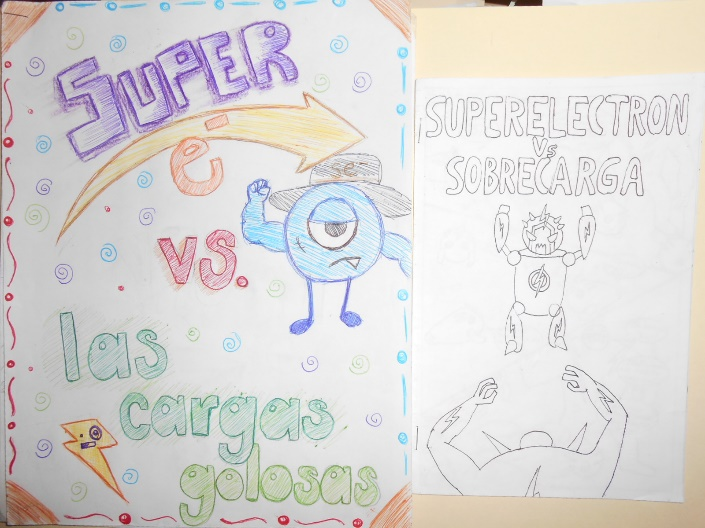 SUPER
e⁻
vs.
las
cargas
golosas
SUPERELECTRON
Vs
SOBRECARGA